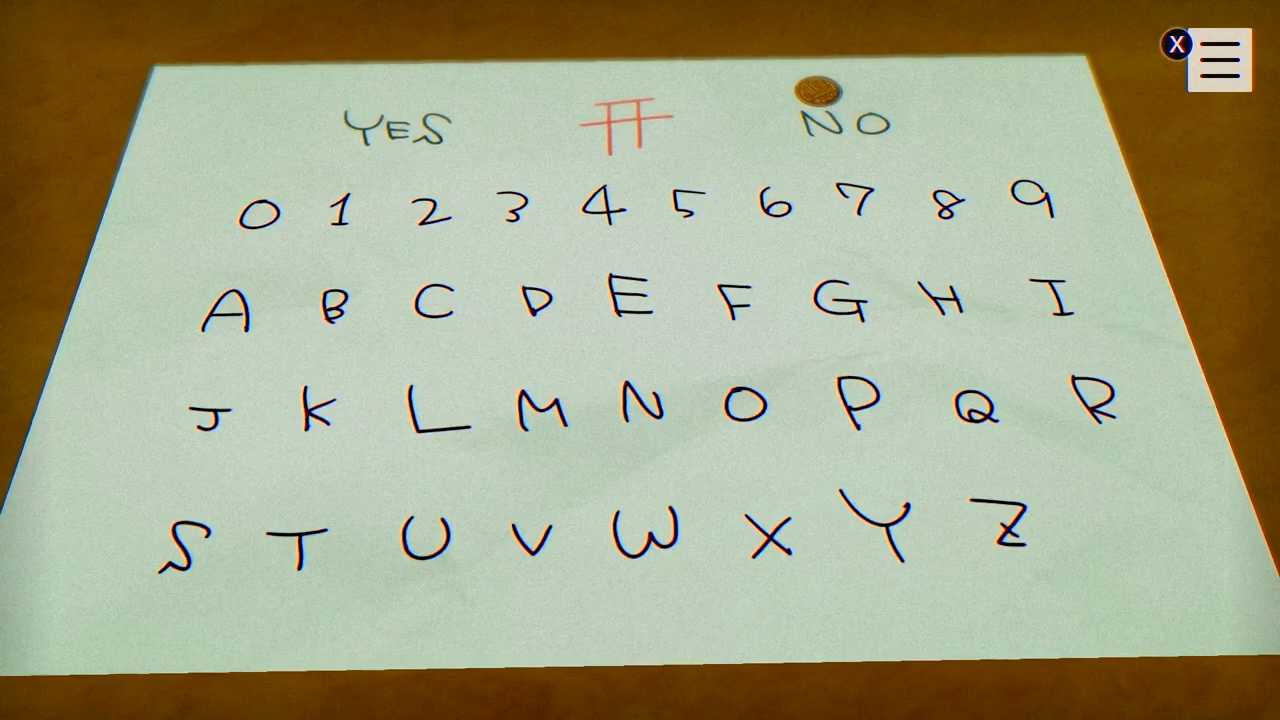 X
YES NO
0 1 2 3 4 5 6 7 8 9
A B C D E F G H I
J K L M N O P Q R
S T U V W X Y Z